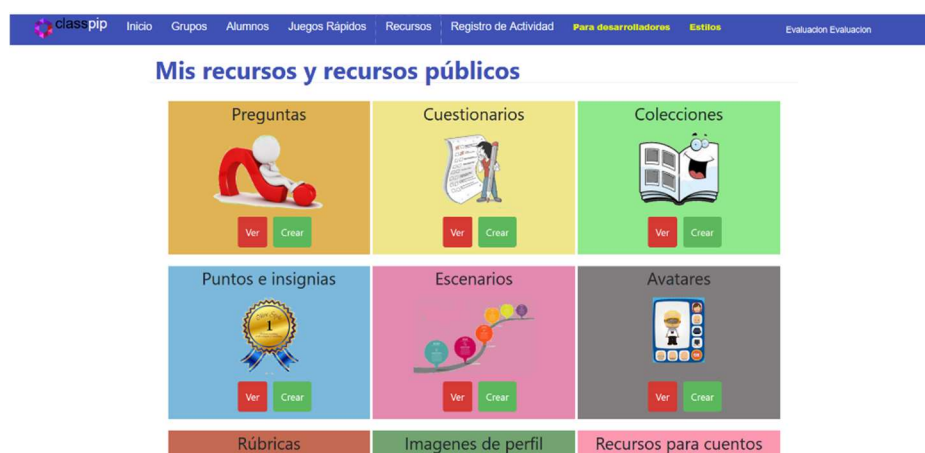 classpip Inicio Grupos Alumnos Juegos Rápidos Recursos Registro de Actividad Para desarrolladores Estilos Evaluacion Evaluacion
Mis recursos y recursos públicos
Preguntas Cuestionarios Colecciones
Ver Crear Ver Crear Ver Crear
Puntos e insignias Escenarios Avatares
1
Ver Crear Ver Crear Ver Crear
Rúbricas Imagenes de perfil Recursos para cuentos